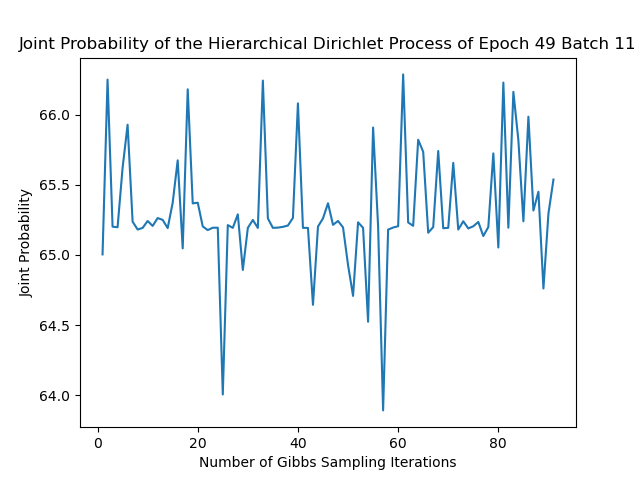 Joint Probability of the Hierarchical Dirichlet Process of Epoch 49 Batch 11
Joint Probability
66.0
65.5
65.0
64.5
64.0
0 20 40 60 80
Number of Gibbs Sampling Iterations